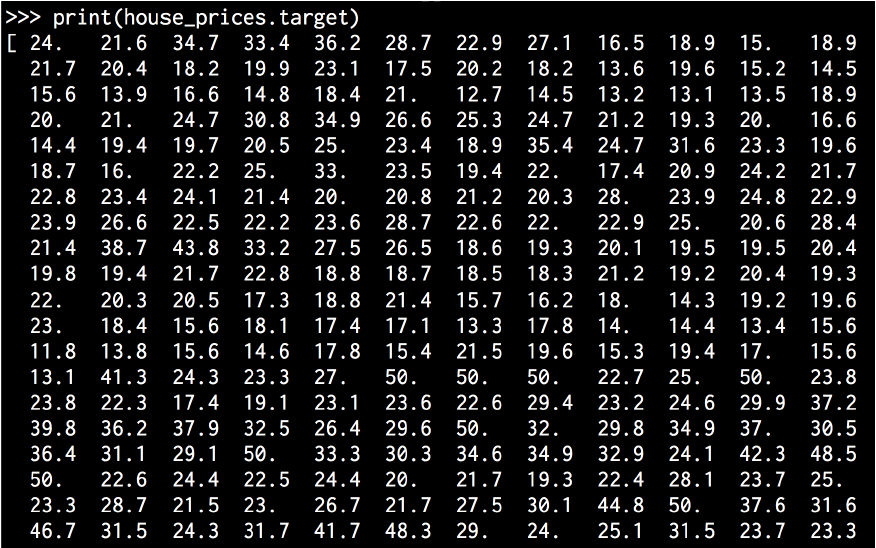 >>> print(house_prices.target)
[ 24. 21.6 34.7 33.4 36.2 28.7 22.9 27.1 16.5 18.9 15. 18.9
21.7 20.4 18.2 19.9 23.1 17.5 20.2 18.2 13.6 19.6 15.2 14.5
15.6 13.9 16.6 14.8 18.4 21. 12.7 14.5 13.2 13.1 13.5 18.9
20. 21. 24.7 30.8 34.9 26.6 25.3 24.7 21.2 19.3 20. 16.6
14.4 19.4 19.7 20.5 25. 23.4 18.9 35.4 24.7 31.6 23.3 19.6
18.7 16. 22.2 25. 33. 23.5 19.4 22. 17.4 20.9 24.2 21.7
22.8 23.4 24.1 21.4 20. 20.8 21.2 20.3 28. 23.9 24.8 22.9
23.9 26.6 22.5 22.2 23.6 28.7 22.6 22. 22.9 25. 20.6 28.4
21.4 38.7 43.8 33.2 27.5 26.5 18.6 19.3 20.1 19.5 19.5 20.4
19.8 19.4 21.7 22.8 18.8 18.7 18.5 18.3 21.2 19.2 20.4 19.3
22. 20.3 20.5 17.3 18.8 21.4 15.7 16.2 18. 14.3 19.2 19.6
23. 18.4 15.6 18.1 17.4 17.1 13.3 17.8 14. 14.4 13.4 15.6
11.8 13.8 15.6 14.6 17.8 15.4 21.5 19.6 15.3 19.4 17. 15.6
13.1 41.3 24.3 23.3 27. 50. 50. 50. 22.7 25. 50. 23.8
23.8 22.3 17.4 19.1 23.1 23.6 22.6 29.4 23.2 24.6 29.9 37.2
39.8 36.2 37.9 32.5 26.4 29.6 50. 32. 29.8 34.9 37. 30.5
36.4 31.1 29.1 50. 33.3 30.3 34.6 34.9 32.9 24.1 42.3 48.5
50. 22.6 24.4 22.5 24.4 20. 21.7 19.3 22.4 28.1 23.7 25.
23.3 28.7 21.5 23. 26.7 21.7 27.5 30.1 44.8 50. 37.6 31.6
46.7 31.5 24.3 31.7 41.7 48.3 29. 24. 25.1 31.5 23.7 23.3